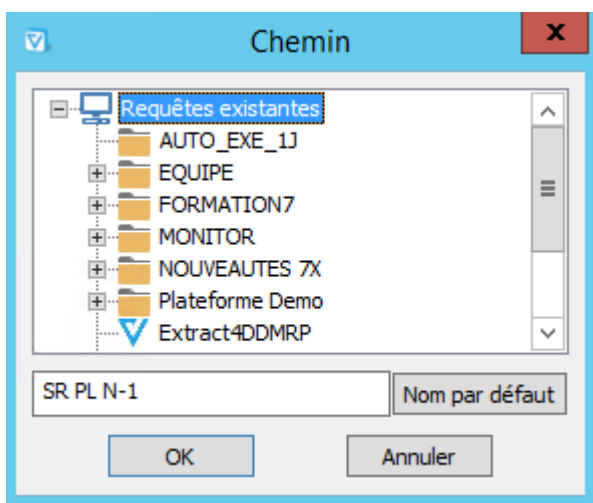 Chemin
x
Requêtes existantes
AUTO_EXE_1J
EQUIPE
FORMATION7
MONITOR
NOUVEAUTES 7X
Plateforme Demo
Extract4DDMRP
SR PL N-1
Nom par défaut
OK
Annuler